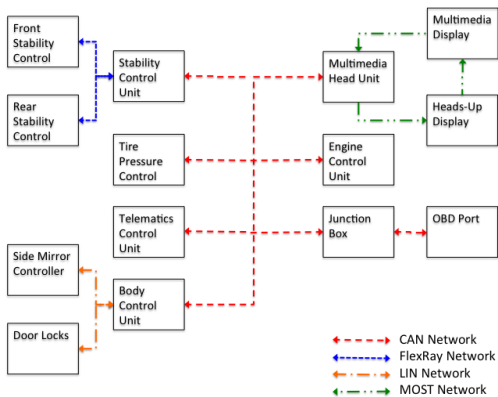 Front
Stability
Control
Stability
Control
Unit
Multimedia
Head Unit
Multimedia
Display
Rear
Stability
Control
Heads-Up
Display
Tire
Pressure
Control
Engine
Control
Unit
Telematics
Control
Unit
Junction
Box
OBD Port
Side Mirror
Controller
Body
Control
Unit
Door Locks
CAN Network
FlexRay Network
LIN Network
MOST Network